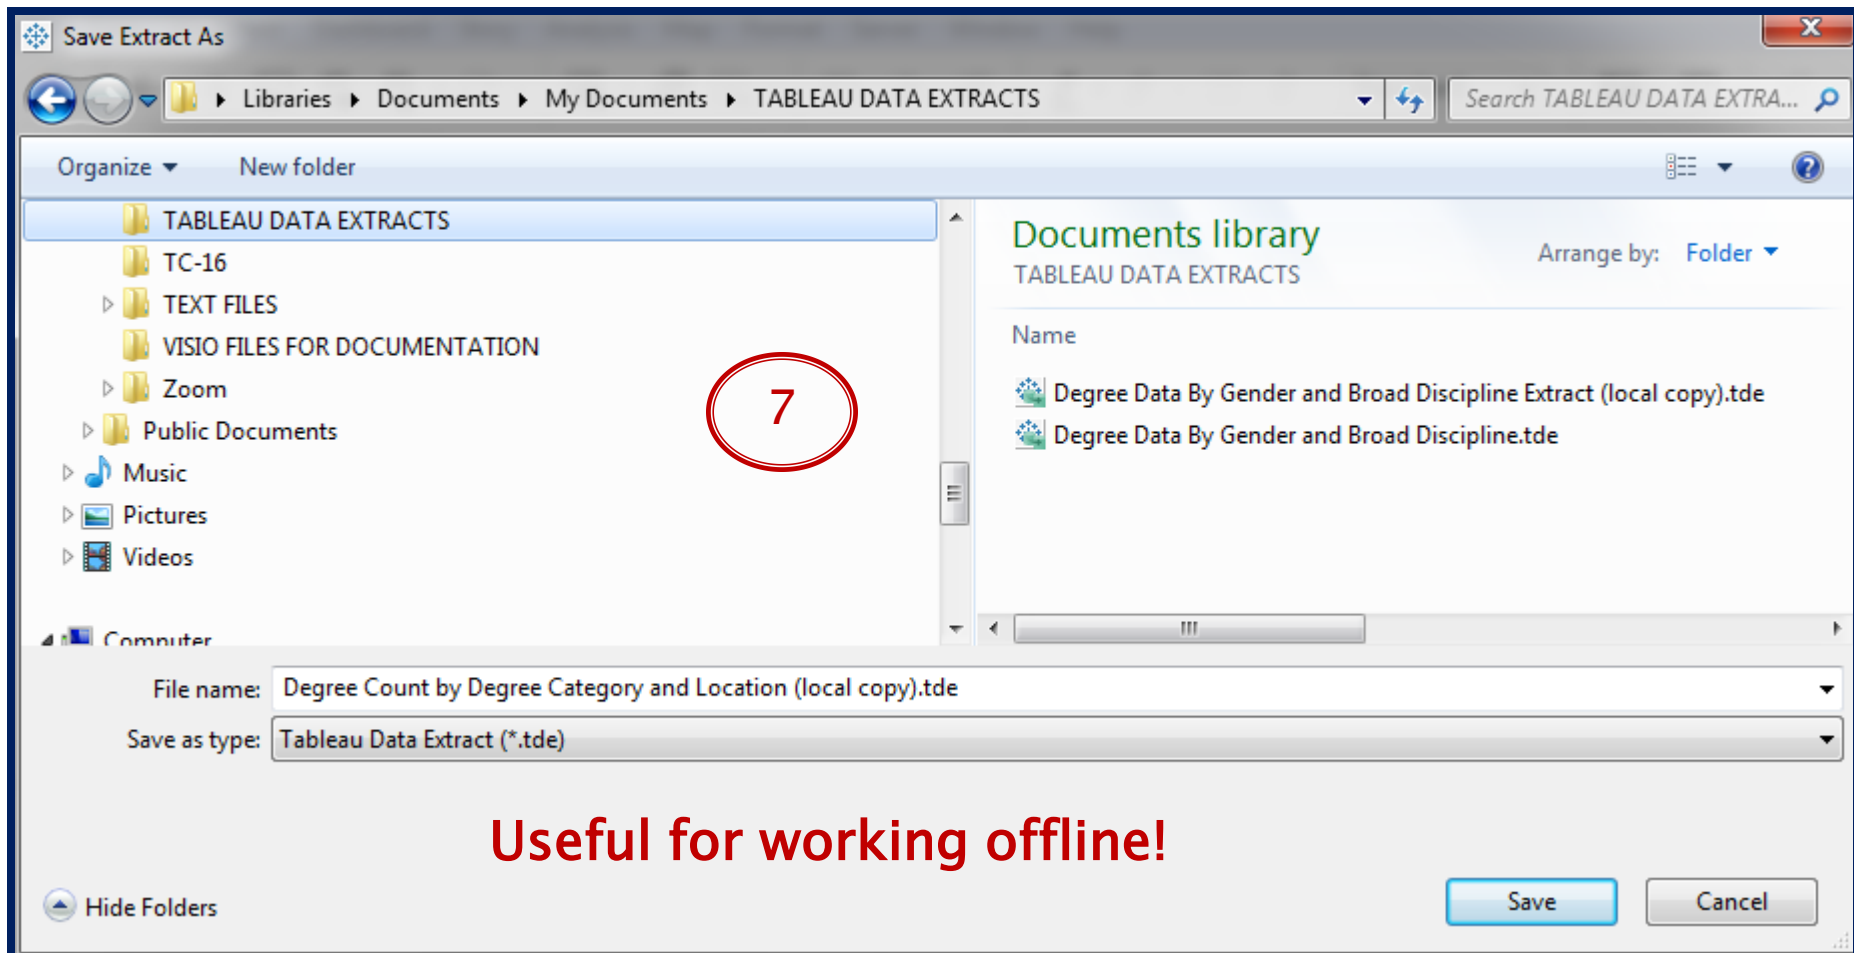 Save Extract As
Libraries Documents My Documents TABLEAU DATA EXTRACTS
Search TABLEAU DATA EXTRA...
Organize New folder
TABLEAU DATA EXTRACTS
TC-16
TEXT FILES
VISIO FILES FOR DOCUMENTATION
Zoom
Public Documents
Music
Pictures
Videos
Computer
7
Documents library
TABLEAU DATA EXTRACTS
Arrange by: Folder
Name
Degree Data By Gender and Broad Discipline Extract (local copy).tde
Degree Data By Gender and Broad Discipline.tde
File name: Degree Count by Degree Category and Location (local copy).tde
Save as type: Tableau Data Extract (*.tde)
Useful for working offline!
Hide Folders
Save
Cancel